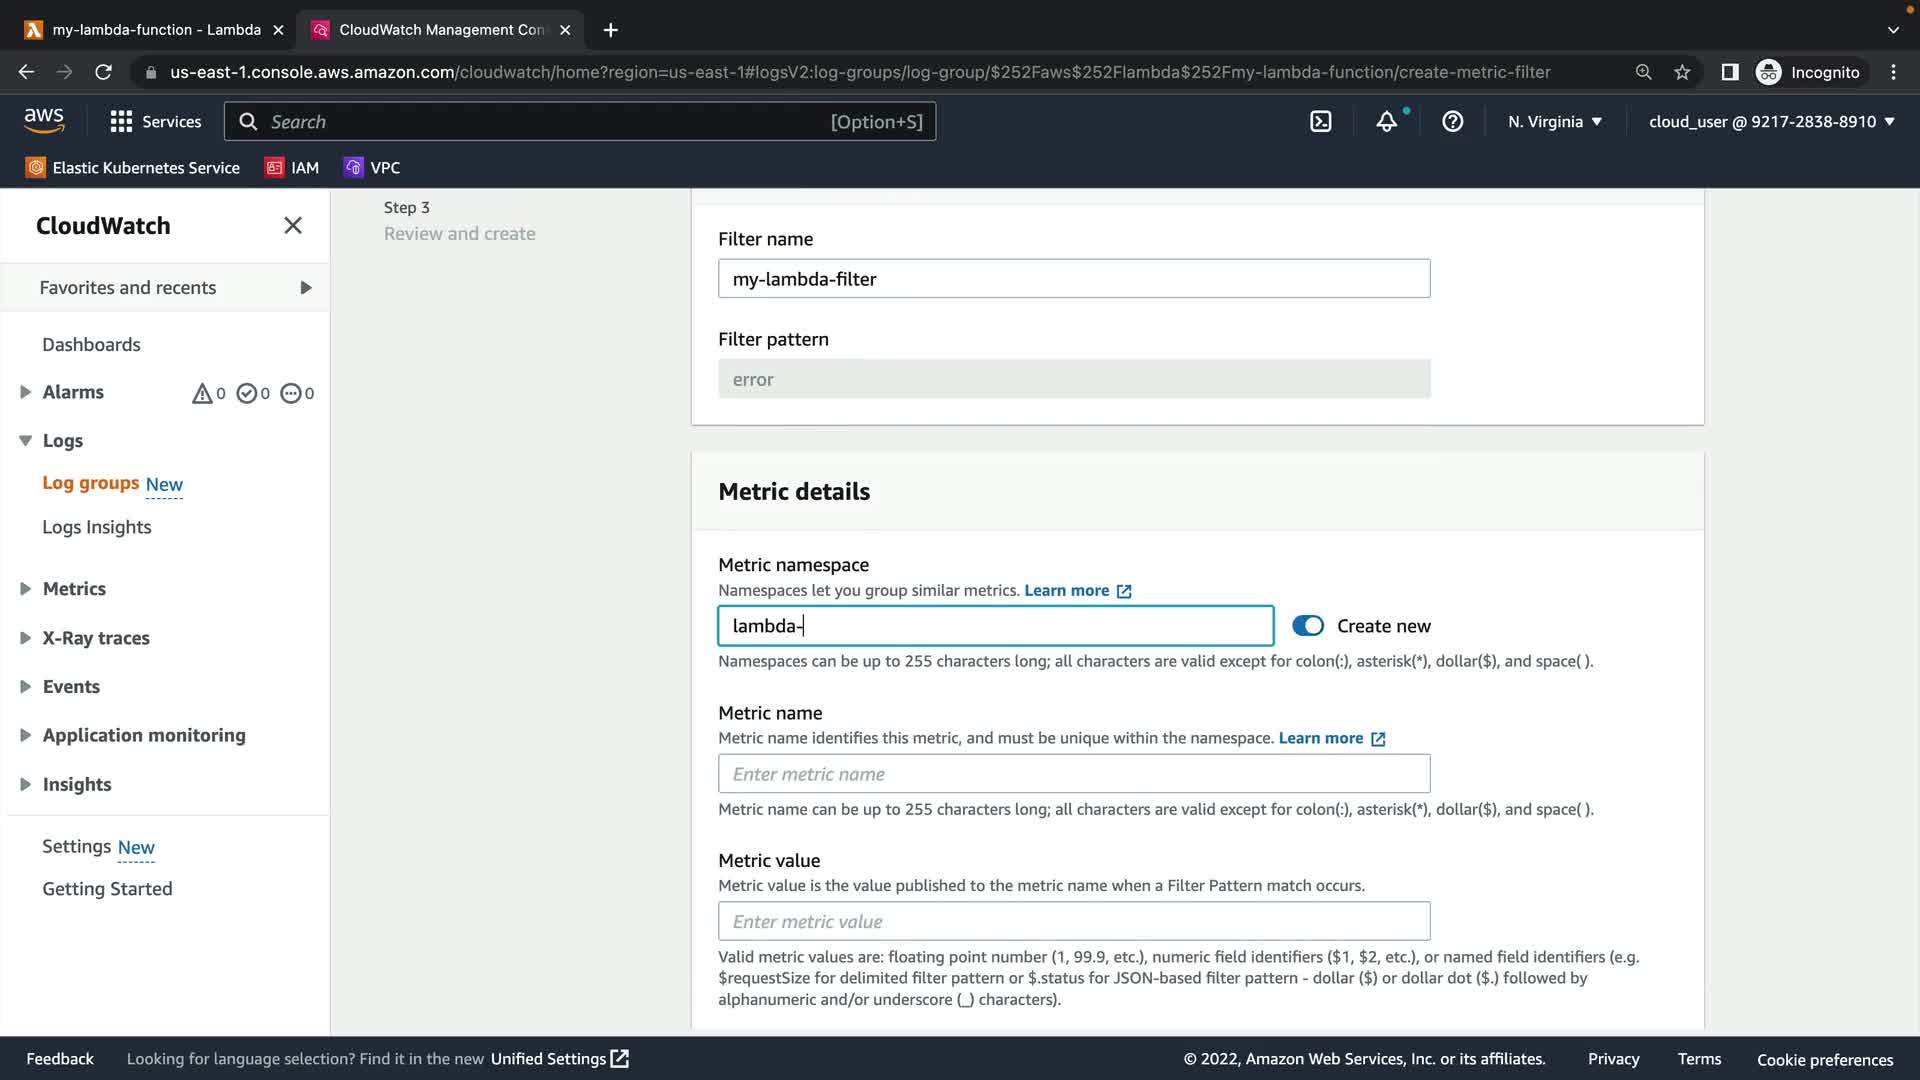 my-lambda-function - Lambda
CloudWatch Management Con
us-east-1.console.aws.amazon.com/cloudwatch/home?region=us-east-1#logsV2:log-groups/log-group/$252Faws$252Flambda$252Fmy-lambda-function/create-metric-filter
Incognito
aws
Services
Search
[Option+S]
N. Virginia
cloud_user @ 9217-2838-8910
Elastic Kubernetes Service
IAM
VPC
CloudWatch
Favorites and recents
Dashboards
Alarms 0 0 0
Logs
Log groups New
Logs Insights
Metrics
X-Ray traces
Events
Application monitoring
Insights
Settings New
Getting Started
Step 3
Review and create
Filter name
my-lambda-filter
Filter pattern
error
Metric details
Metric namespace
Namespaces let you group similar metrics. Learn more
lambda-
Create new
Namespaces can be up to 255 characters long; all characters are valid except for colon(:), asterisk(*), dollar($), and space( ).
Metric name
Metric name identifies this metric, and must be unique within the namespace. Learn more
Enter metric name
Metric name can be up to 255 characters long; all characters are valid except for colon(:), asterisk(*), dollar($), and space( ).
Metric value
Metric value is the value published to the metric name when a Filter Pattern match occurs.
Enter metric value
Valid metric values are: floating point number (1, 99.9, etc.), numeric field identifiers ($1, $2, etc.), or named field identifiers (e.g.
$requestSize for delimited filter pattern or $.status for JSON-based filter pattern - dollar ($) or dollar dot ($.) followed by
alphanumeric and/or underscore (_) characters).
Feedback
Looking for language selection? Find it in the new Unified Settings
© 2022, Amazon Web Services, Inc. or its affiliates.
Privacy
Terms
Cookie preferences